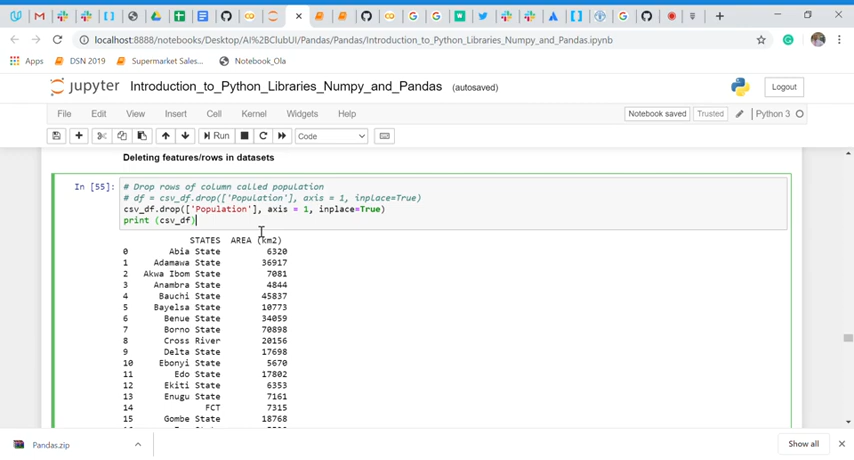 localhost:8888/notebooks/Desktop/AI%2BClubUI/Pandas/Pandas/Introduction_to_Python_Libraries_Numpy_and_Pandas.ipynb
Apps DSN 2019 Supermarket Sales... Notebook_Ola
jupyter Introduction_to_Python_Libraries_Numpy_and_Pandas (autosaved) Logout
File Edit View Insert Cell Kernel Widgets Help Notebook saved Trusted Python 3
Run Code
Deleting features/rows in datasets
In [55]: # Drop rows of column called population
# df = csv_df.drop(['Population'], axis = 1, inplace=True)
csv_df.drop(['Population'], axis = 1, inplace=True)
print (csv_df)
STATES AREA (km2)
0 Abia State 6320
1 Adamawa State 36917
2 Akwa Ibom State 7081
3 Anambra State 4844
4 Bauchi State 45837
5 Bayelsa State 10773
6 Benue State 34059
7 Borno State 70898
8 Cross River State 20156
9 Delta State 17698
10 Ebonyi State 5670
11 Edo State 17802
12 Ekiti State 6353
13 Enugu State 7161
14 FCT 7315
15 Gombe State 18768
Pandas.zip Show all